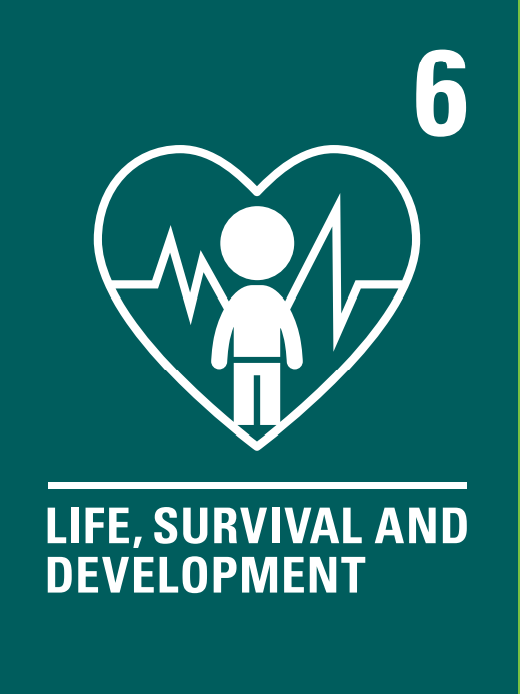 6
LIFE, SURVIVAL AND
DEVELOPMENT